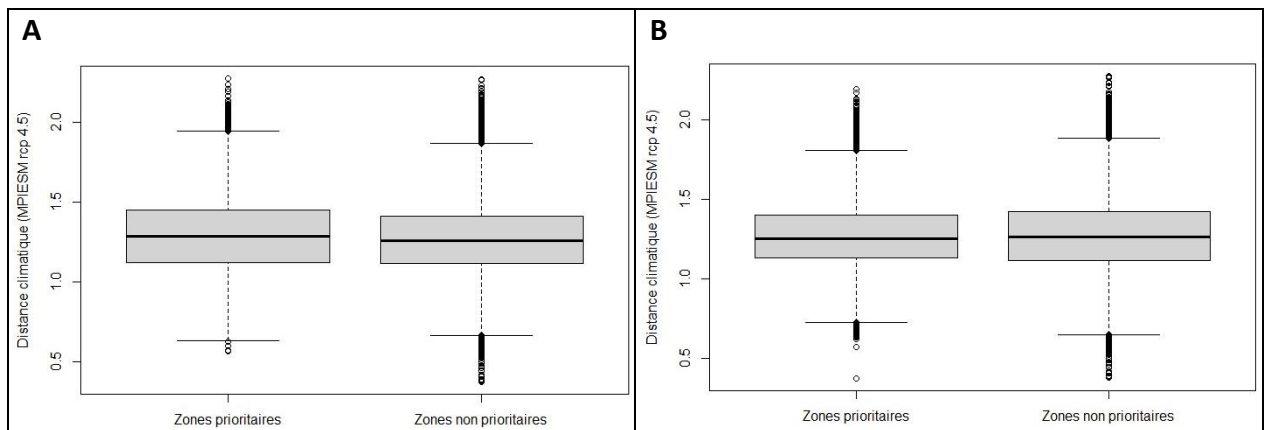 A
Distance climatique (MPIESM rcp 4.5)
2.0
1.5
1.0
0.5
Zones prioritaires
Zones non prioritaires
B
Distance climatique (MPIESM rcp 4.5)
2.0
1.5
1.0
0.5
Zones prioritaires
Zones non prioritaires